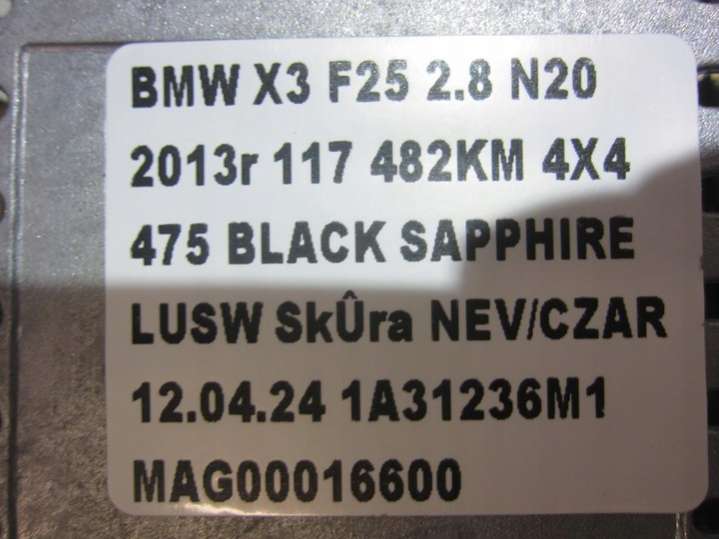 BMW X3 F25 2.8 N20
2013r 117 482KM 4X4
475 BLACK SAPPHIRE
LUSW SkÛra NEV/CZAR
12.04.24 1A31236M1
MAG00016600